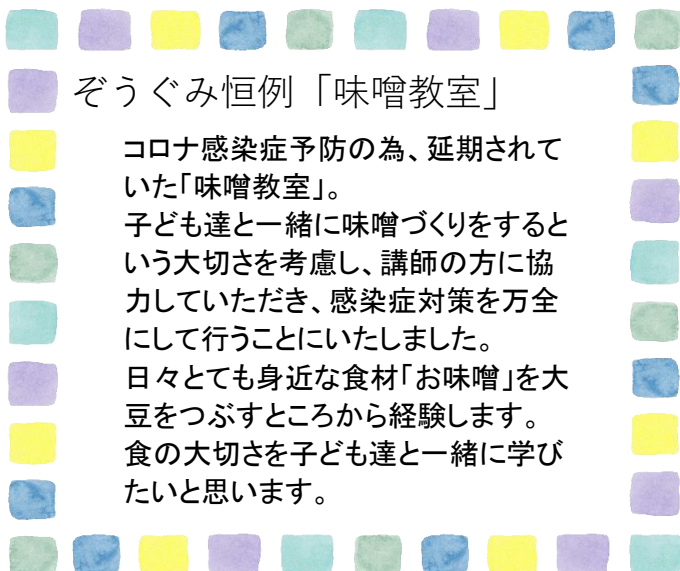 ぞうぐみ恒例「味噌教室」
コロナ感染症予防の為、延期されて
いた「味噌教室」。
子ども達と一緒に味噌づくりをすると
いう大切さを考慮し、講師の方に協
力していただき、感染症対策を万全
にして行うことにいたしました。
日々とても身近な食材「お味噌」を大
豆をつぶすところから経験します。
食の大切さを子ども達と一緒に学び
たいと思います。